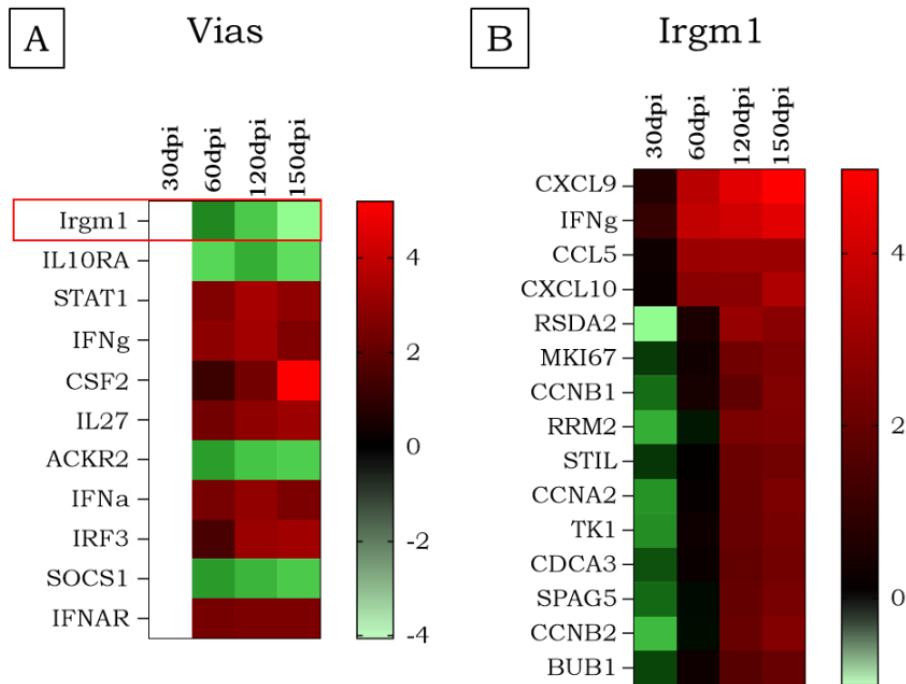 A
Vias
30dpi
60dpi
120dpi
150dpi
Irgm1
IL10RA
STAT1
IFNg
CSF2
IL27
ACKR2
IFNa
IRF3
SOCS1
IFNAR
4
2
0
-2
-4
B
Irgm1
30dpi
60dpi
120dpi
150dpi
CXCL9
IFNg
CCL5
CXCL10
RSDA2
MKI67
CCNB1
RRM2
STIL
CCNA2
TK1
CDCA3
SPAG5
CCNB2
BUB1
4
2
0